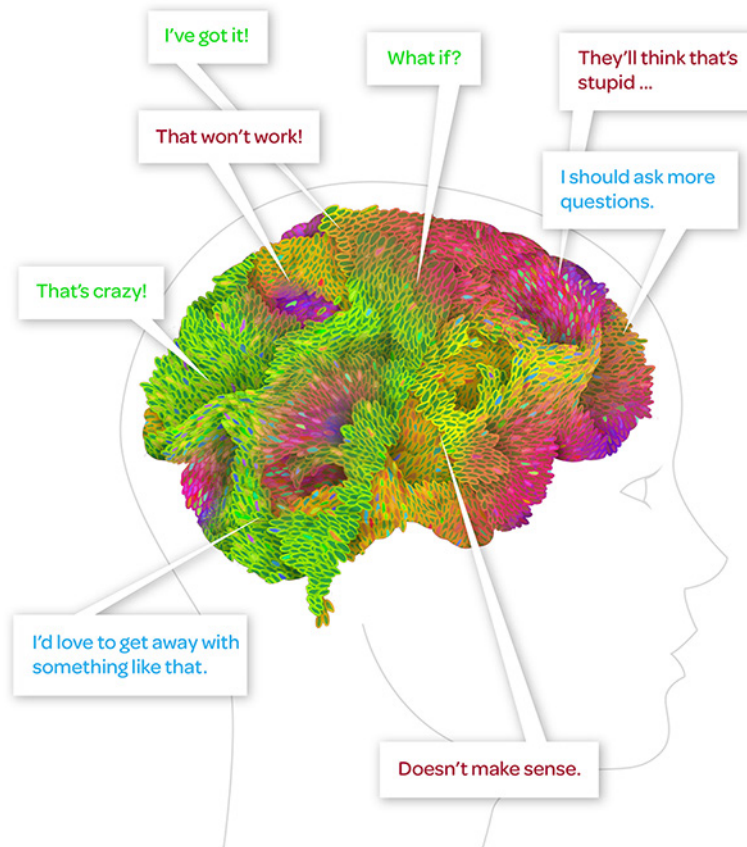 I've got it!
What if?
They'll think that's
stupid ...
That won't work!
I should ask more
questions.
That's crazy!
I'd love to get away with
something like that.
Doesn't make sense.